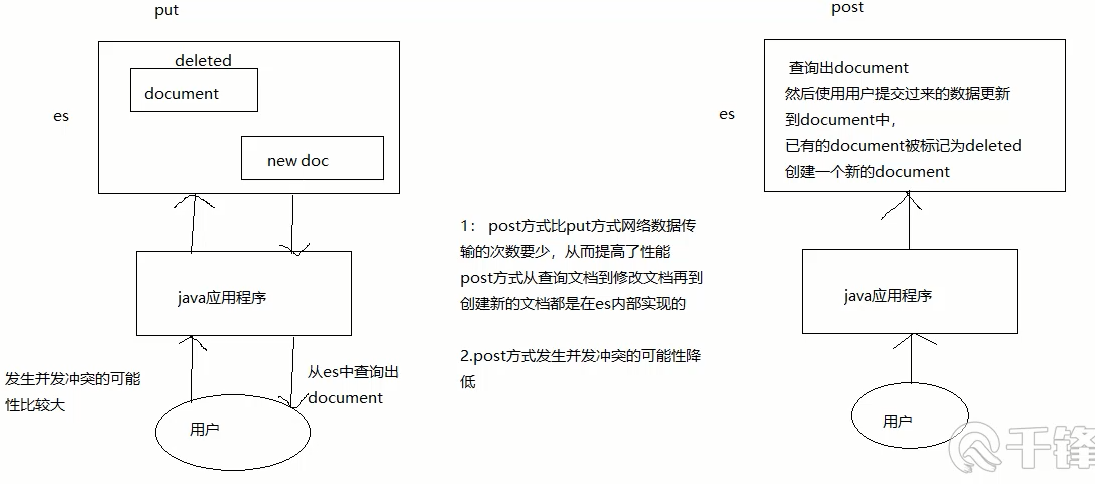 put
deleted
document
es
new doc
java应用程序
发生并发冲突的可能
性比较大
从es中查询出
document
用户
1： post方式比put方式网络数据传
输的次数要少，从而提高了性能
post方式从查询文档到修改文档再到
创建新的文档都是在es内部实现的
2.post方式发生并发冲突的可能性降
低
post
es
查询出document
然后使用用户提交过来的数据更新
到document中，
已有的document被标记为deleted
创建一个新的document
java应用程序
用户
千锋